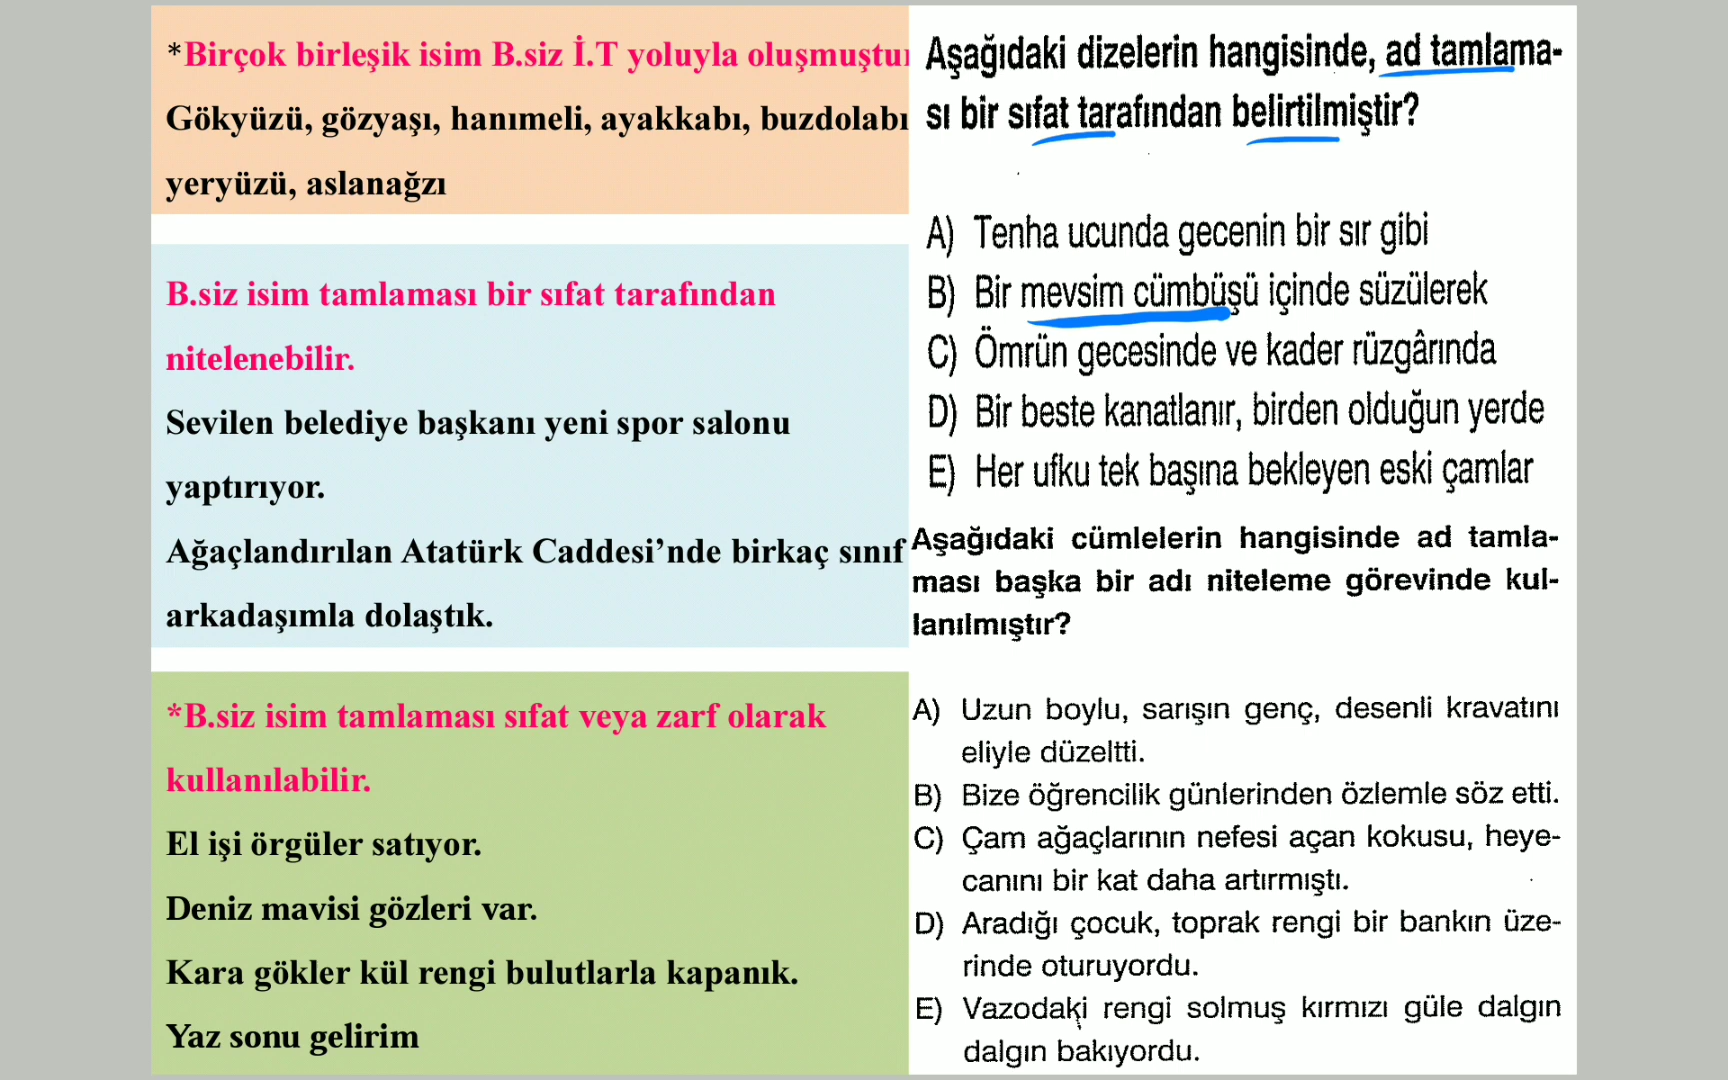 *Birçok birleşik isim B.siz İ.T yoluyla oluşmuştur
Gökyüzü, gözyaşı, hanımeli, ayakkabı, buzdolabı
yeryüzü, aslanağzı
B.siz isim tamlaması bir sıfat tarafından
nitelenebilir.
Sevilen belediye başkanı yeni spor salonu
yaptırıyor.
Ağaçlandırılan Atatürk Caddesi’nde birkaç sınıf
arkadaşımla dolaştık.
*B.siz isim tamlaması sıfat veya zarf olarak
kullanılabilir.
El işi örgüler satıyor.
Deniz mavisi gözleri var.
Kara gökler kül rengi bulutlarla kapanık.
Yaz sonu gelirim
Aşağıdaki dizelerin hangisinde, ad tamlama-
sı bir sıfat tarafından belirtilmiştir?
A) Tenha ucunda gecenin bir sır gibi
B) Bir mevsim cümbüşü içinde süzülerek
C) Ömrün gecesinde ve kader rüzgârında
D) Bir beste kanatlanır, birden olduğun yerde
E) Her ufku tek başına bekleyen eski çamlar
Aşağıdaki cümlelerin hangisinde ad tamla-
ması başka bir adı niteleme görevinde kul-
lanılmıştır?
A) Uzun boylu, sarışın genç, desenli kravatını
eliyle düzeltti.
B) Bize öğrencilik günlerinden özlemle söz etti.
C) Çam ağaçlarının nefesi açan kokusu, heye-
canını bir kat daha artırmıştı.
D) Aradığı çocuk, toprak rengi bir bankın üze-
rinde oturuyordu.
E) Vazodaki rengi solmuş kırmızı güle dalgın
dalgın bakıyordu.